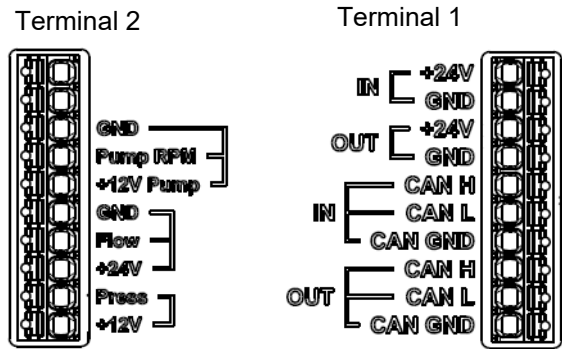 Terminal 2
GND
Pump RPM
+12V Pump
GND
Flow
+24V
Press
+12V
Terminal 1
IN
+24V
GND
OUT
+24V
GND
IN
CAN H
CAN L
CAN GND
OUT
CAN H
CAN L
CAN GND